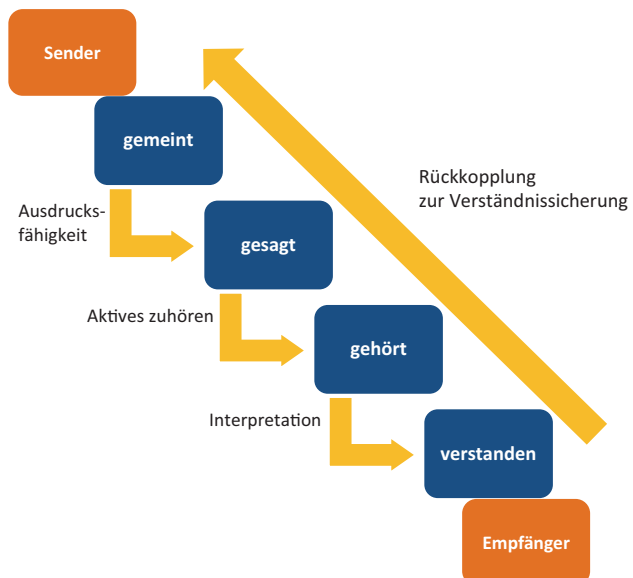 Sender
gemeint
Rückkopplung
zur Verständnissicherung
Ausdrucks-
fähigkeit
gesagt
Aktives zuhören
gehört
Interpretation
verstanden
Empfänger